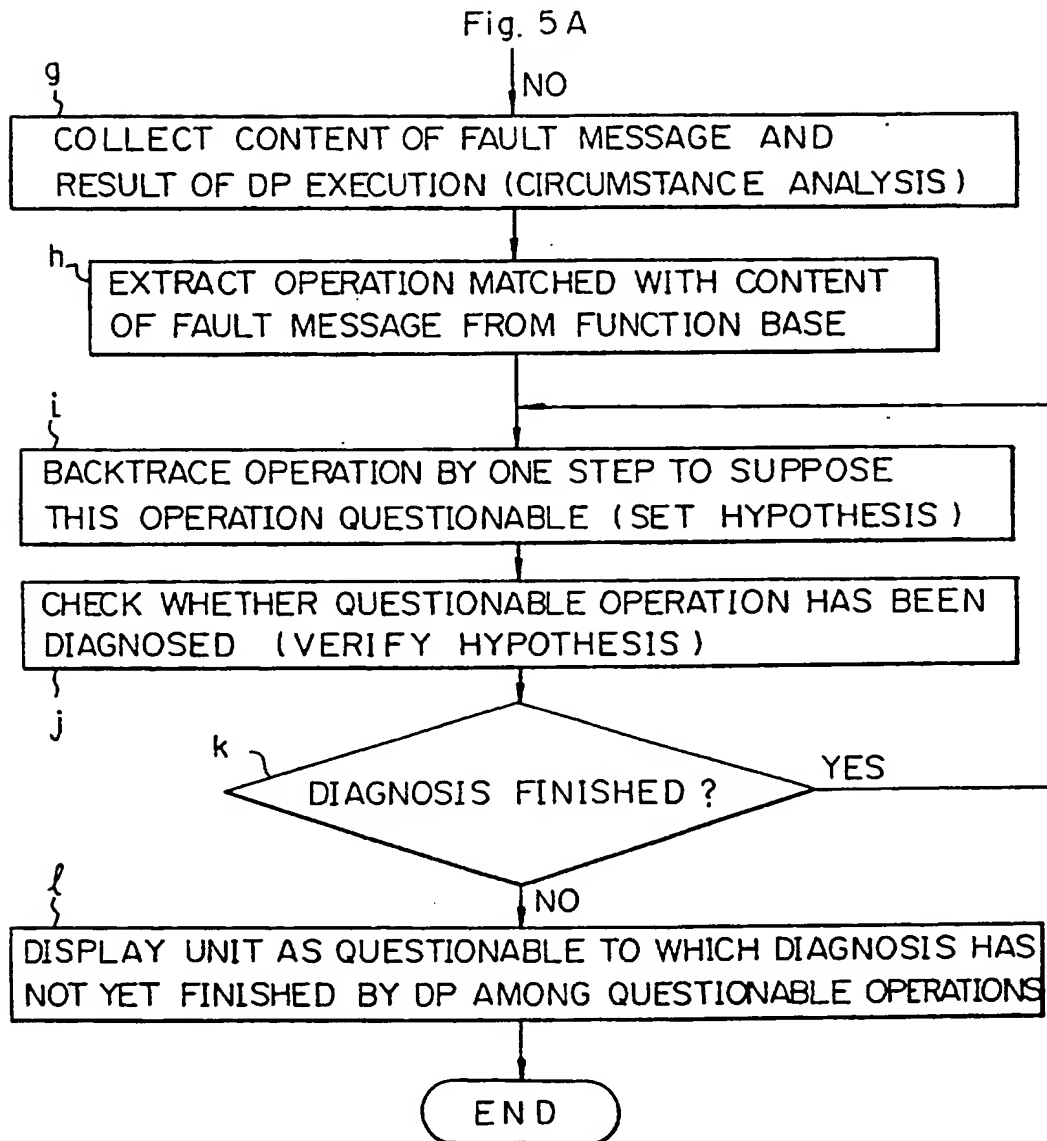 Fig. 5A
g
NO
COLLECT CONTENT OF FAULT MESSAGE AND
RESULT OF DP EXECUTION (CIRCUMSTANCE ANALYSIS)
h
EXTRACT OPERATION MATCHED WITH CONTENT
OF FAULT MESSAGE FROM FUNCTION BASE
i
BACKTRACE OPERATION BY ONE STEP TO SUPPOSE
THIS OPERATION QUESTIONABLE (SET HYPOTHESIS)
CHECK WHETHER QUESTIONABLE OPERATION HAS BEEN
DIAGNOSED (VERIFY HYPOTHESIS)
j
k
DIAGNOSIS FINISHED?
YES
NO
ℓ
DISPLAY UNIT AS QUESTIONABLE TO WHICH DIAGNOSIS HAS
NOT YET FINISHED BY DP AMONG QUESTIONABLE OPERATIONS
END